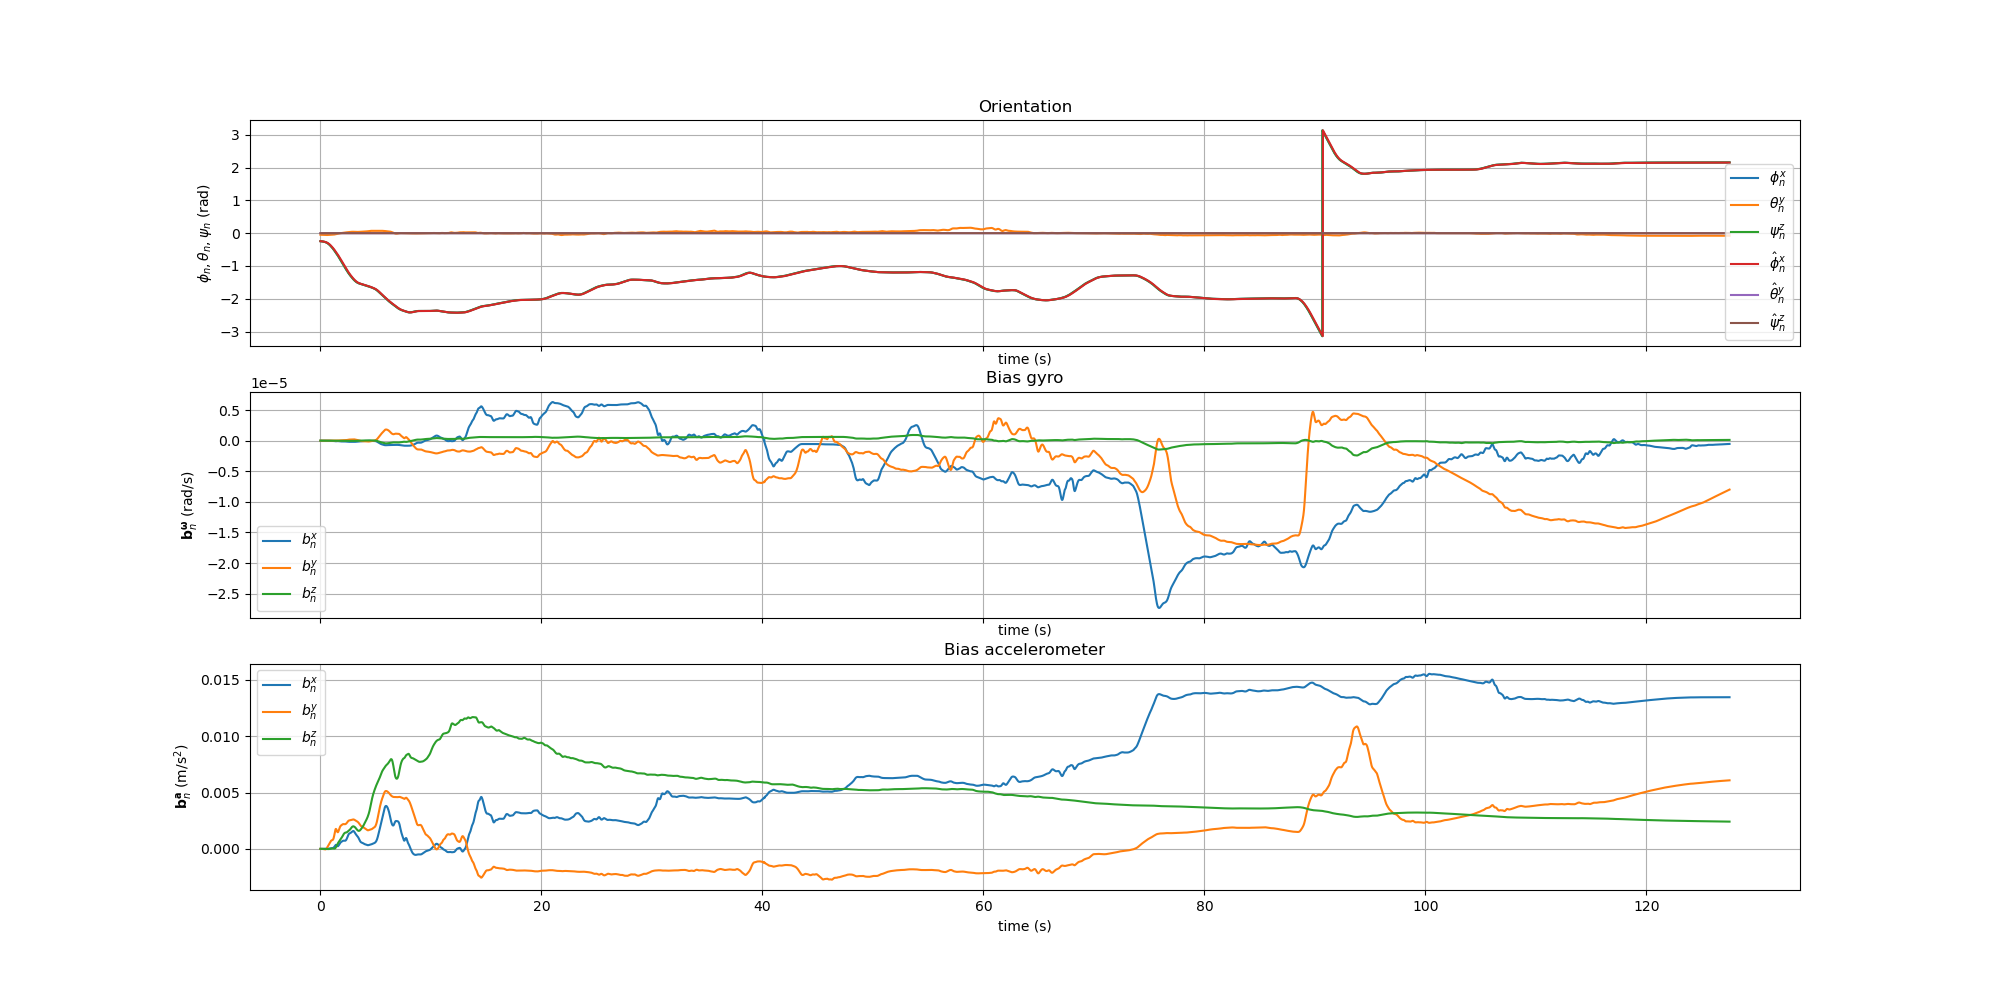 Orientation
3
2
1
0
−1
−2
−3
ϕₙ, θₙ, ψₙ (rad)
ϕₙˣ
θₙʸ
ψₙᶻ
ϕ̂ₙˣ
θ̂ₙʸ
ψ̂ₙᶻ
time (s)
Bias gyro
1e−5
0.5
0.0
−0.5
−1.0
−1.5
−2.0
−2.5
bₙ^ω (rad/s)
bₙˣ
bₙʸ
bₙᶻ
time (s)
Bias accelerometer
0.015
0.010
0.005
0.000
bₙᵃ (m/s²)
bₙˣ
bₙʸ
bₙᶻ
0 20 40 60 80 100 120
time (s)